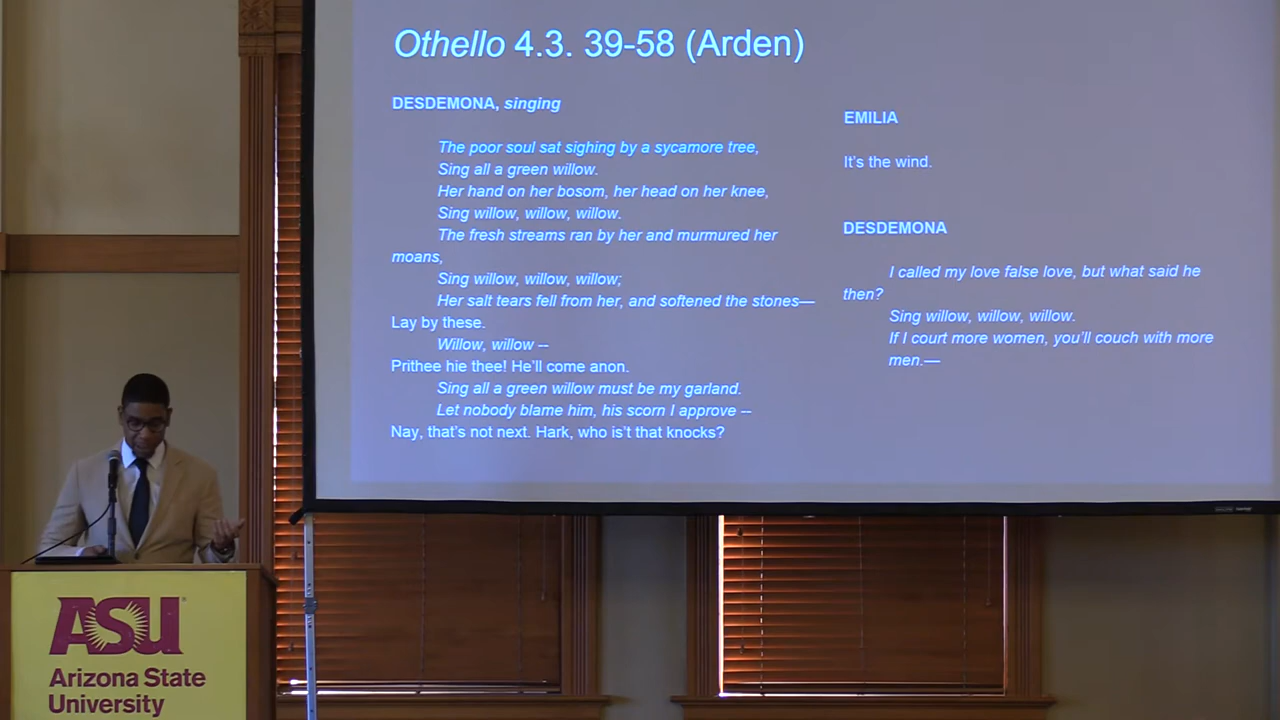 Othello 4.3. 39-58 (Arden)
DESDEMONA, singing
The poor soul sat sighing by a sycamore tree,
Sing all a green willow.
Her hand on her bosom, her head on her knee,
Sing willow, willow, willow.
The fresh streams ran by her and murmured her
moans,
Sing willow, willow, willow;
Her salt tears fell from her, and softened the stones—
Lay by these.
Willow, willow –
Prithee hie thee! He'll come anon.
Sing all a green willow must be my garland.
Let nobody blame him, his scorn I approve –
Nay, that's not next. Hark, who is't that knocks?
EMILIA
It's the wind.
DESDEMONA
I called my love false love, but what said he
then?
Sing willow, willow, willow.
If I court more women, you'll couch with more
men.—
ASU
Arizona State
University